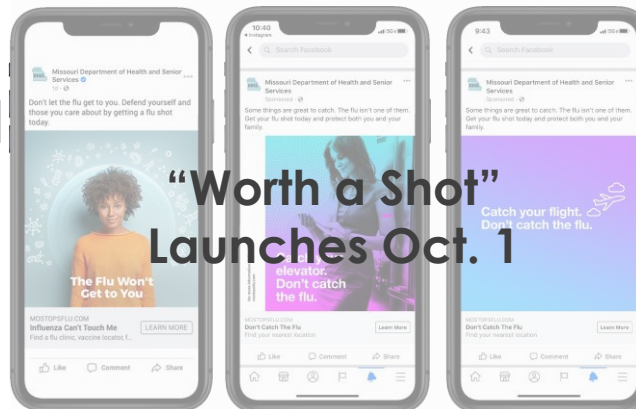 Missouri Department of Health and Senior
Services
1d
Don't let the flu get to you. Defend yourself and
those you care about by getting a flu shot
today.
The Flu Won't
Get to You
MOSTOPSFLU.COM
Influenza Can't Touch Me
Find a flu clinic, vaccine locator, f...
LEARN MORE
Like Comment Share
10:40
Instagram
5G
Search Facebook
Missouri Department of Health and Senior
Services
Sponsored
Some things are great to catch. The flu isn't one of them.
Get your flu shot today and protect both you and your
family.
Catch your
elevator.
Don't catch
the flu.
MOSTOPSFLU.COM
Don't Catch The Flu
Find your nearest location
Learn More
Like Comment Share
9:43
5G
Search Facebook
Missouri Department of Health and Senior
Services
Sponsored
Some things are great to catch. The flu isn't one of them.
Get your flu shot today and protect both you and your
family.
Catch your flight.
Don't catch the flu.
MOSTOPSFLU.COM
Don't Catch The Flu
Find your nearest location
Learn More
Like Comment Share
“Worth a Shot”
Launches Oct. 1